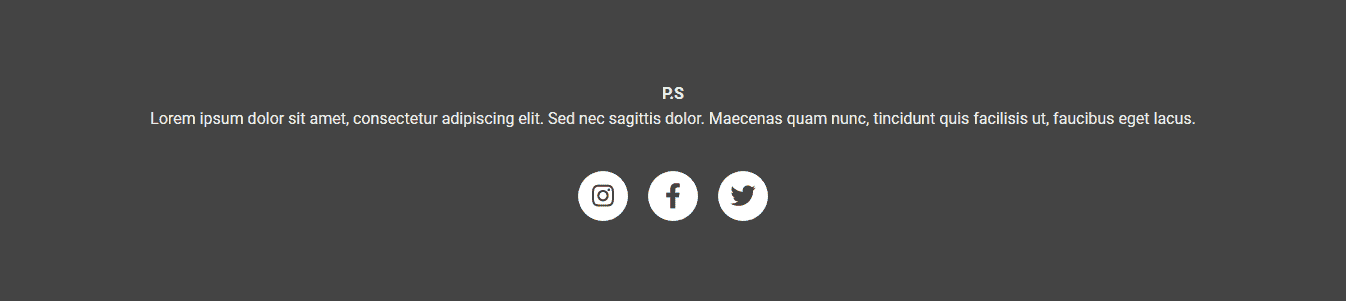 P.S
Lorem ipsum dolor sit amet, consectetur adipiscing elit. Sed nec sagittis dolor. Maecenas quam nunc, tincidunt quis facilisis ut, faucibus eget lacus.